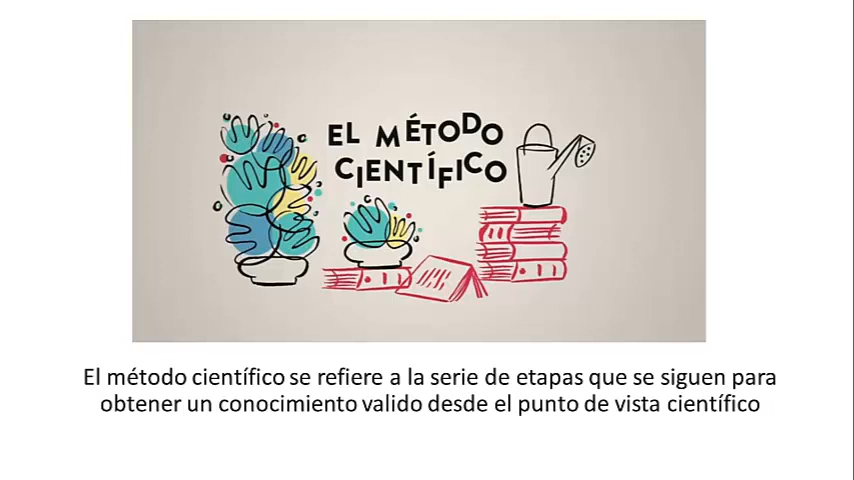 EL MÉTODO
CIENTÍFICO
El método científico se refiere a la serie de etapas que se siguen para
obtener un conocimiento valido desde el punto de vista científico